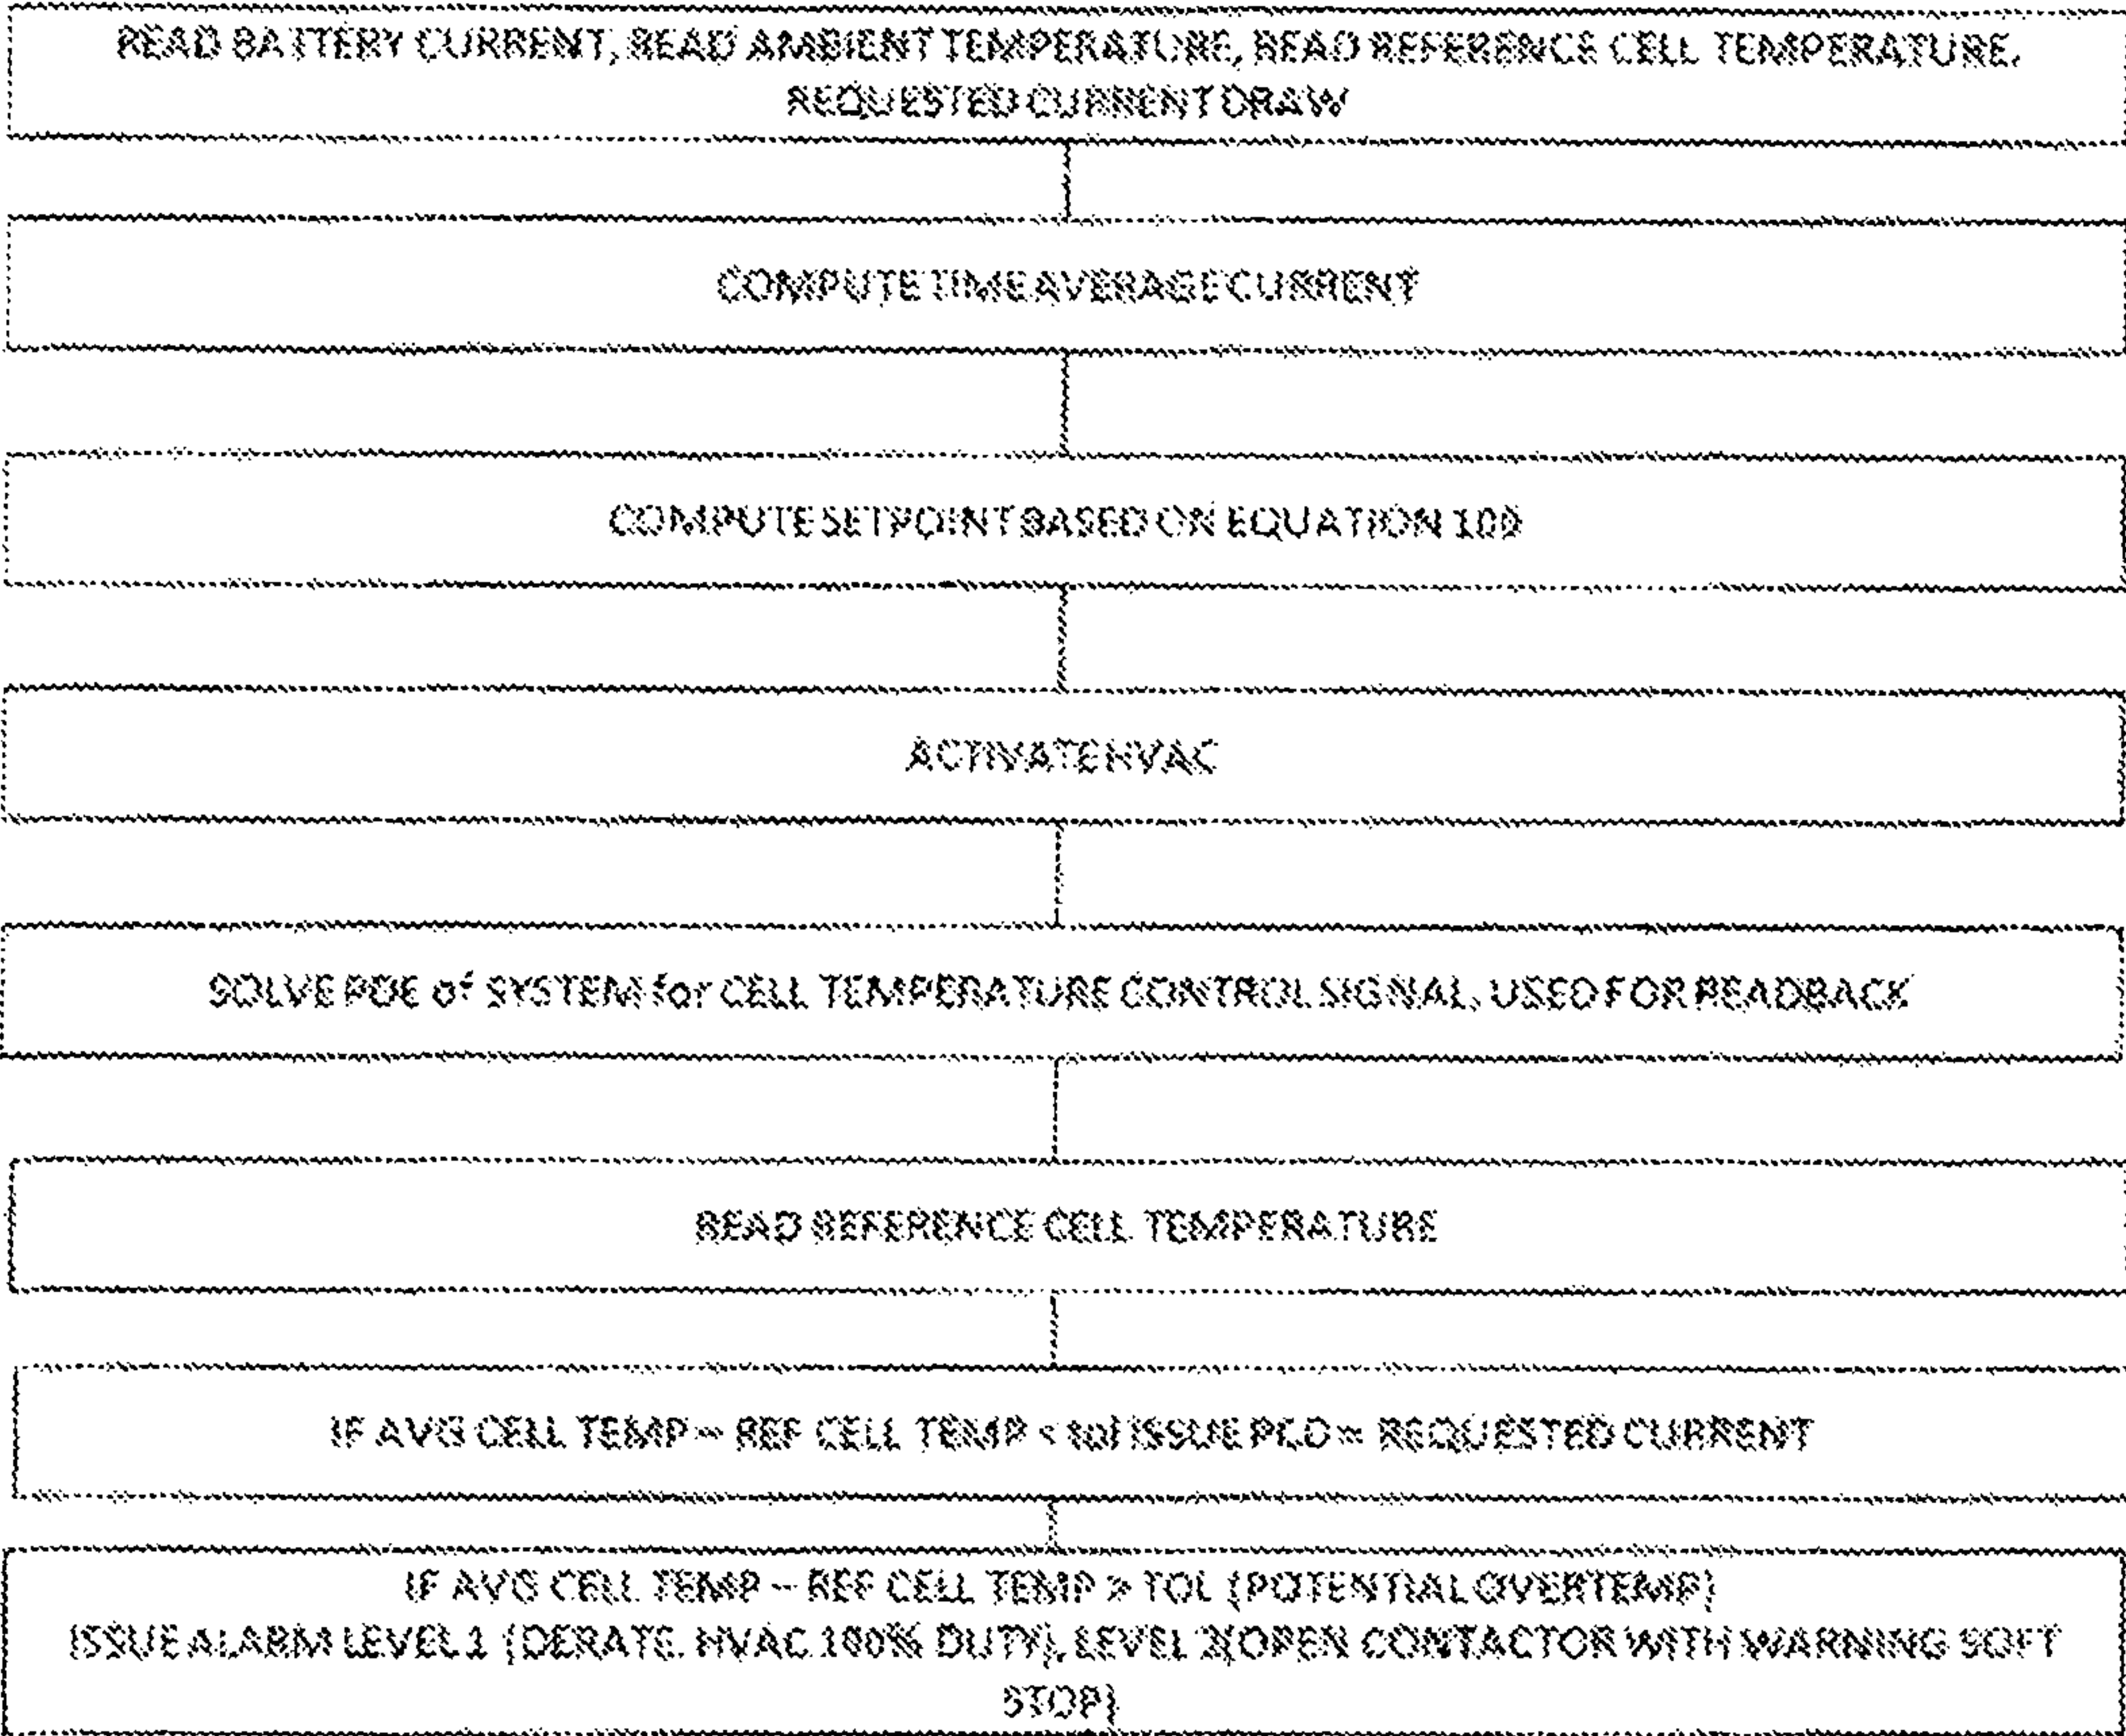 READ BATTERY CURRENT, READ AMBIENT TEMPERATURE, READ REFERENCE CELL TEMPERATURE,
REQUESTED CURRENT DRAW
COMPUTE TIME AVERAGE CURRENT
COMPUTE SETPOINT BASED ON EQUATION 100
ACTIVATE HVAC
SOLVE PDE of SYSTEM for CELL TEMPERATURE CONTROL SIGNAL, USED FOR READBACK
READ REFERENCE CELL TEMPERATURE
IF AVG CELL TEMP – REF CELL TEMP < tol ISSUE PCD = REQUESTED CURRENT
IF AVG CELL TEMP – REF CELL TEMP > TOL (POTENTIAL OVERTEMP)
ISSUE ALARM LEVEL 1 (DERATE. HVAC 100% DUTY), LEVEL 2(OPEN CONTACTOR WITH WARNING SOFT
STOP)